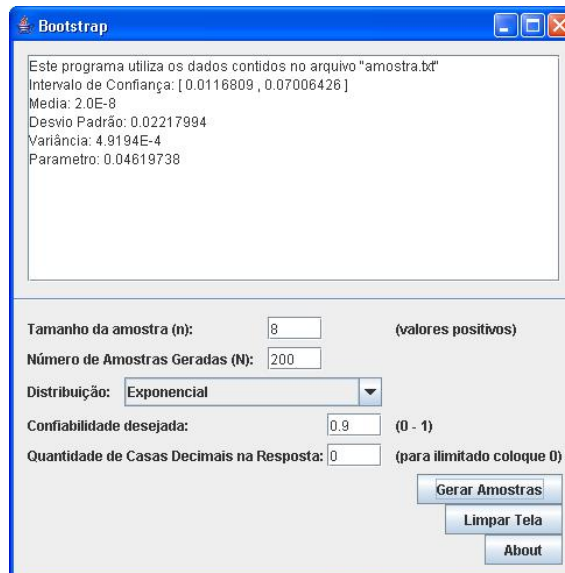 Bootstrap
Este programa utiliza os dados contidos no arquivo "amostra.txt"
Intervalo de Confiança: [ 0.0116809 , 0.07006426 ]
Media: 2.0E-8
Desvio Padrão: 0.02217994
Variância: 4.9194E-4
Parametro: 0.04619738
Tamanho da amostra (n): 8 (valores positivos)
Número de Amostras Geradas (N): 200
Distribuição: Exponencial
Confiabilidade desejada: 0.9 (0 - 1)
Quantidade de Casas Decimais na Resposta: 0 (para ilimitado coloque 0)
Gerar Amostras
Limpar Tela
About